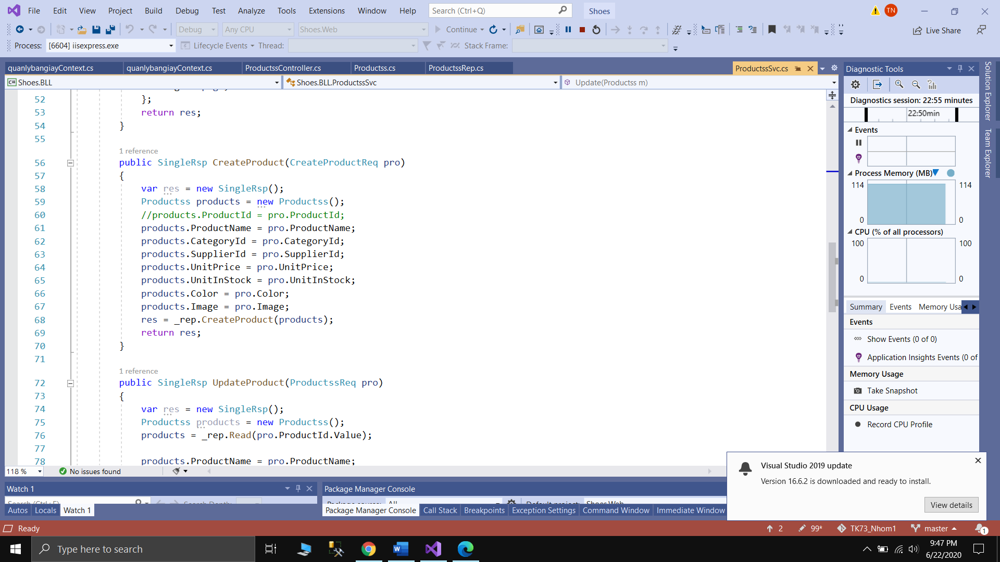 File Edit View Project Build Debug Test Analyze Tools Extensions Window Help Search (Ctrl+Q) Shoes TN
Debug Any CPU Shoes.Web Continue Live Share
Process: [6604] iisexpress.exe Lifecycle Events Thread: Stack Frame:
quanlybangiayContext.cs quanlybangiayContext.cs ProductssController.cs Productss.cs ProductssRep.cs ProductssSvc.cs
C# Shoes.BLL Shoes.BLL.ProductssSvc Update(Productss m)
52 };
53 return res;
54 }
55
1 reference
56 public SingleRsp CreateProduct(CreateProductReq pro)
57 {
58 var res = new SingleRsp();
59 Productss products = new Productss();
60 //products.ProductId = pro.ProductId;
61 products.ProductName = pro.ProductName;
62 products.CategoryId = pro.CategoryId;
63 products.SupplierId = pro.SupplierId;
64 products.UnitPrice = pro.UnitPrice;
65 products.UnitInStock = pro.UnitInStock;
66 products.Color = pro.Color;
67 products.Image = pro.Image;
68 res = _rep.CreateProduct(products);
69 return res;
70 }
71
1 reference
72 public SingleRsp UpdateProduct(ProductssReq pro)
73 {
74 var res = new SingleRsp();
75 Productss products = new Productss();
76 products = _rep.Read(pro.ProductId.Value);
77
78 products.ProductName = pro.ProductName;
118 % No issues found
Diagnostic Tools
Diagnostics session: 22:55 minutes
22:50min
Events
Process Memory (MB)
114 114
0 0
CPU (% of all processors)
100 100
0 0
Summary Events Memory Usa
Events
Show Events (0 of 0)
Application Insights Events (0 of
Memory Usage
Take Snapshot
CPU Usage
Record CPU Profile
Solution Explorer
Team Explorer
Visual Studio 2019 update
Version 16.6.2 is downloaded and ready to install.
View details
Watch 1
Search (Ctrl+E) Search Depth:
Autos Locals Watch 1
Package Manager Console
Package source: All Default project: Shoes.Web
Package Manager Console Call Stack Breakpoints Exception Settings Command Window Immediate Window
Ready 2 99* TK73_Nhom1 master 1
Type here to search
9:47 PM
6/22/2020